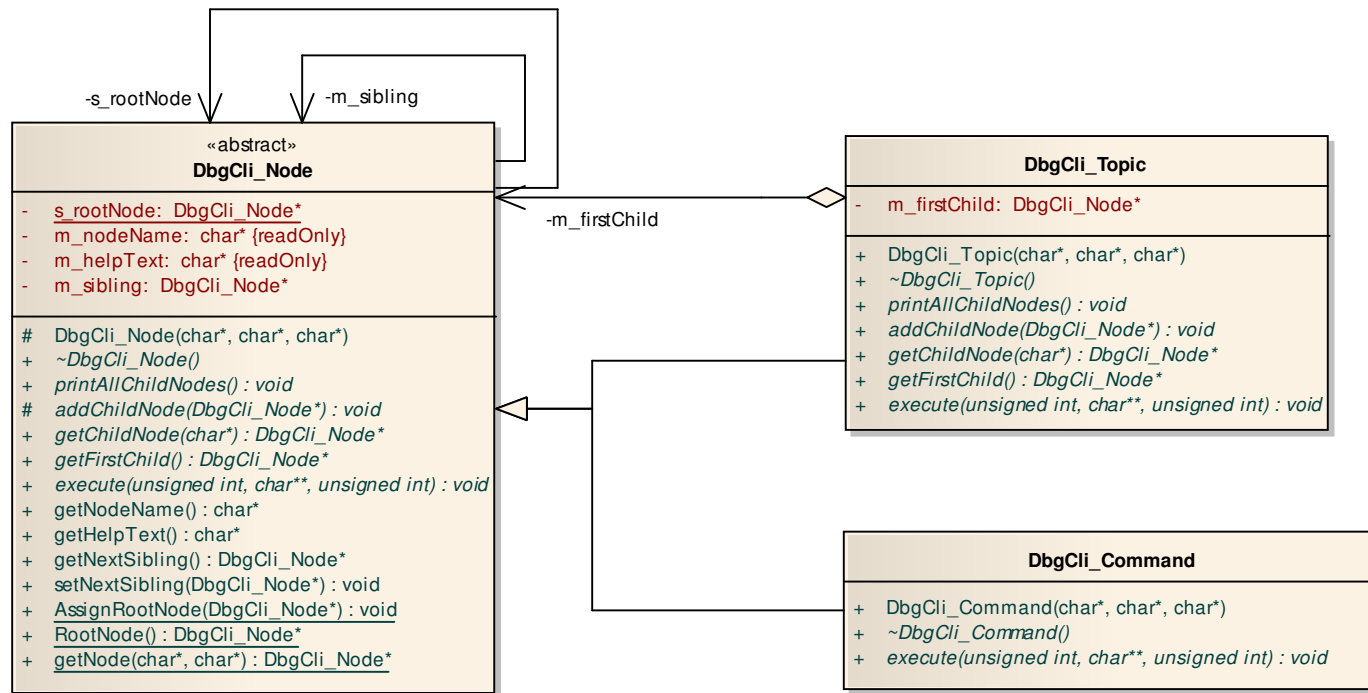 -s_rootNode
-m_sibling
«abstract»
DbgCli_Node
- s_rootNode: DbgCli_Node*
- m_nodeName: char* {readOnly}
- m_helpText: char* {readOnly}
- m_sibling: DbgCli_Node*
# DbgCli_Node(char*, char*, char*)
+ ~DbgCli_Node()
+ printAllChildNodes() : void
# addChildNode(DbgCli_Node*) : void
+ getChildNode(char*) : DbgCli_Node*
+ getFirstChild() : DbgCli_Node*
+ execute(unsigned int, char**, unsigned int) : void
+ getNodeName() : char*
+ getHelpText() : char*
+ getNextSibling() : DbgCli_Node*
+ setNextSibling(DbgCli_Node*) : void
+ AssignRootNode(DbgCli_Node*) : void
+ RootNode() : DbgCli_Node*
+ getNode(char*, char*) : DbgCli_Node*
-m_firstChild
DbgCli_Topic
- m_firstChild: DbgCli_Node*
+ DbgCli_Topic(char*, char*, char*)
+ ~DbgCli_Topic()
+ printAllChildNodes() : void
+ addChildNode(DbgCli_Node*) : void
+ getChildNode(char*) : DbgCli_Node*
+ getFirstChild() : DbgCli_Node*
+ execute(unsigned int, char**, unsigned int) : void
DbgCli_Command
+ DbgCli_Command(char*, char*, char*)
+ ~DbgCli_Command()
+ execute(unsigned int, char**, unsigned int) : void